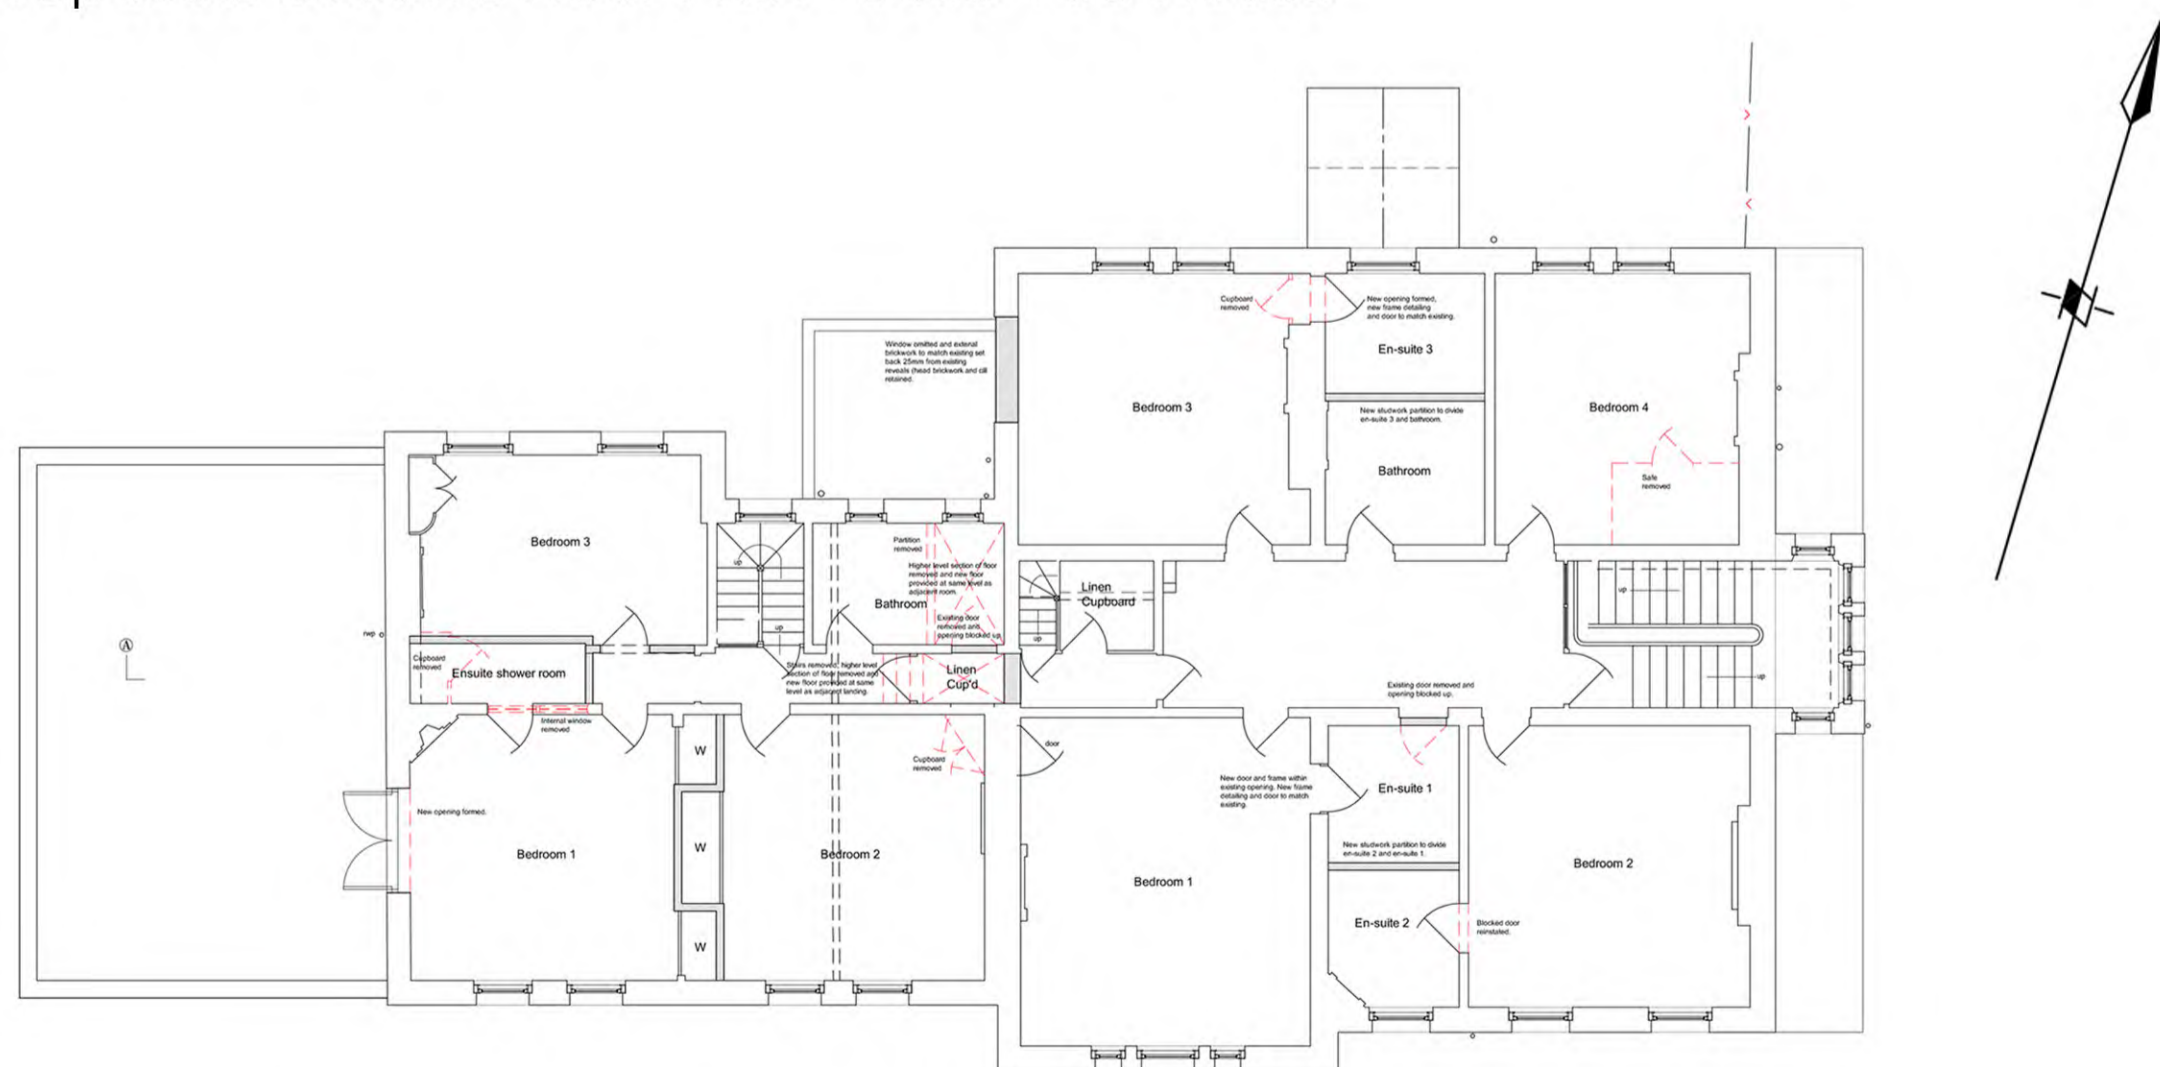 Cupboard
removed
New opening formed,
new frame detailing
and door to match existing.
En-suite 3
Window omitted and external
brickwork to match existing set
back 25mm from existing
reveals (head brickwork and cill
retained.
Bedroom 3
Bedroom 4
New studwork partition to divide
en-suite 3 and bathroom.
Bathroom
Safe
removed
Bedroom 3
Partition
removed
up
Higher level section of floor
removed and new floor
provided at same level as
adjacent room.
Bathroom
Existing door
removed and
opening blocked up.
Linen
Cupboard
up
up
up
rwp
A
Cupboard
removed
Ensuite shower room
Stairs removed, higher level
section of floor removed and
new floor provided at same
level as adjacent landing.
Linen
Cup'd
Existing door removed and
opening blocked up.
up
Internal window
removed
W
Cupboard
removed
door
New door and frame within
existing opening. New frame
detailing and door to match
existing.
En-suite 1
New opening formed.
Bedroom 1
W
Bedroom 2
New studwork partition to divide
en-suite 2 and en-suite 1.
Bedroom 2
Bedroom 1
En-suite 2
Blocked door
reinstated.
W